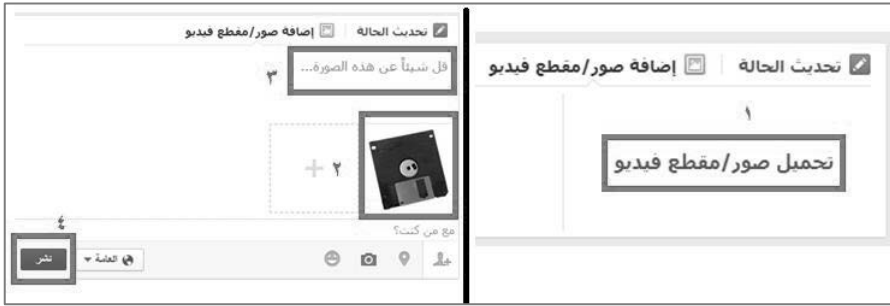 تحديث الحالة إضافة صور/مقطع فيديو
١
تحميل صور/مقطع فيديو
تحديث الحالة إضافة صور/مقطع فيديو
قل شيئاً عن هذه الصورة...
٣
٢
مع من كنت؟
٤
العامة
نشر